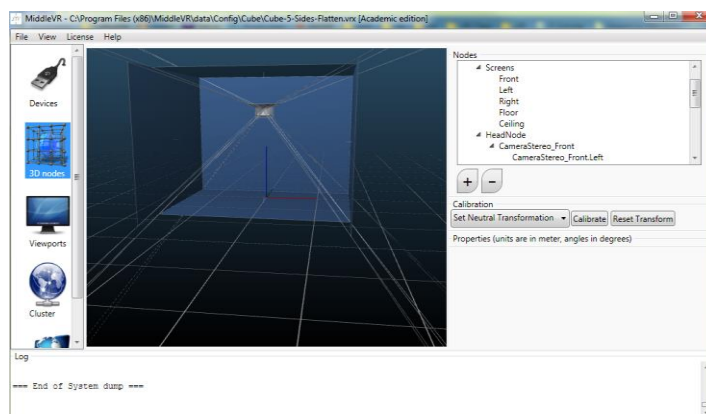 MiddleVR - C:\Program Files (x86)\MiddleVR\data\Config\Cube\Cube-5-Sides-Flatten.vrx [Academic edition]
File View License Help
Devices
3D nodes
Viewports
Cluster
Nodes
Screens
Front
Left
Right
Floor
Ceiling
HeadNode
CameraStereo_Front
CameraStereo_Front.Left
+ -
Calibration
Set Neutral Transformation Calibrate Reset Transform
Properties (units are in meter, angles in degrees)
Log
=== End of System dump ===